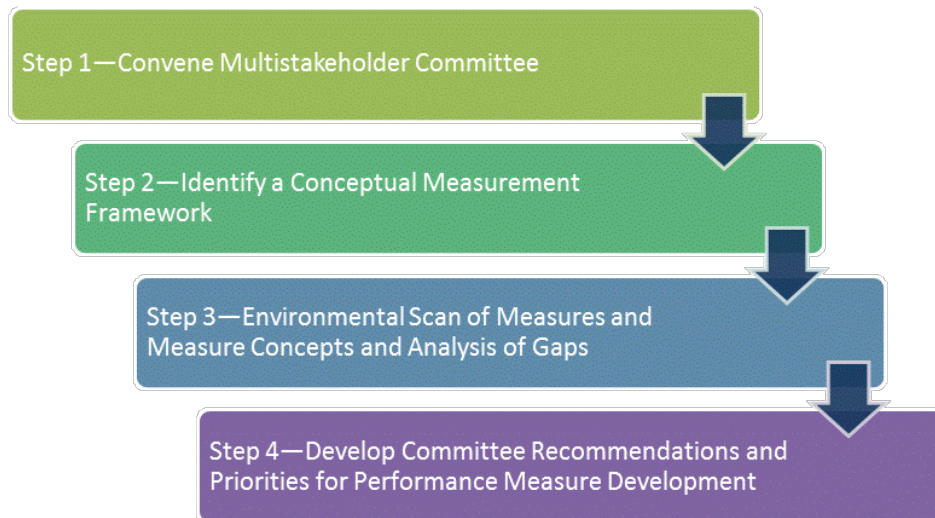 Step 1—Convene Multistakeholder Committee
Step 2—Identify a Conceptual Measurement
Framework
Step 3—Environmental Scan of Measures and
Measure Concepts and Analysis of Gaps
Step 4—Develop Committee Recommendations and
Priorities for Performance Measure Development